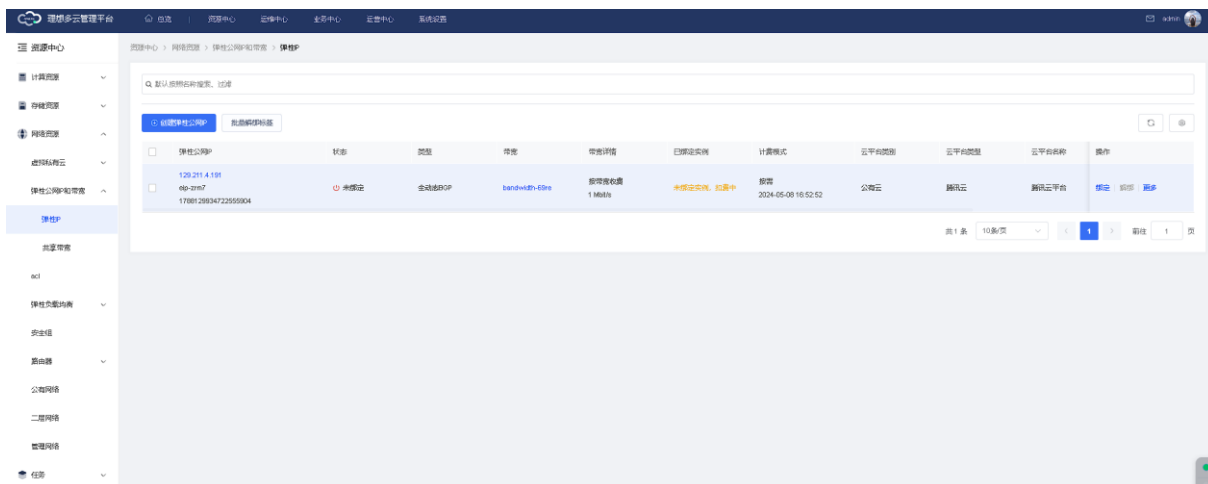 理想多云管理平台
总览 | 资源中心 运维中心 业务中心 运营中心 系统设置
admin
资源中心
资源中心 > 网络资源 > 弹性公网IP和带宽 > 弹性IP
计算资源
存储资源
网络资源
虚拟私有云
弹性公网IP和带宽
弹性IP
共享带宽
acl
弹性负载均衡
安全组
路由器
公有网络
二层网络
管理网络
任务
默认按照名称搜索、过滤
创建弹性公网IP 批量编绑标签
弹性公网IP 状态 类型 带宽 带宽详情 已绑定实例 计费模式 云平台类别 云平台类型 云平台名称 操作
129.211.4.191
eip-zrm7
1788129934722555904
未绑定
全动态BGP
bandwidth-69re
按带宽收费
1 Mbit/s
未绑定实例，扣费中
按需
2024-05-08 16:52:52
公有云
腾讯云
腾讯云平台
绑定 解绑 更多
共 1 条 10条/页 < 1 > 前往 1 页